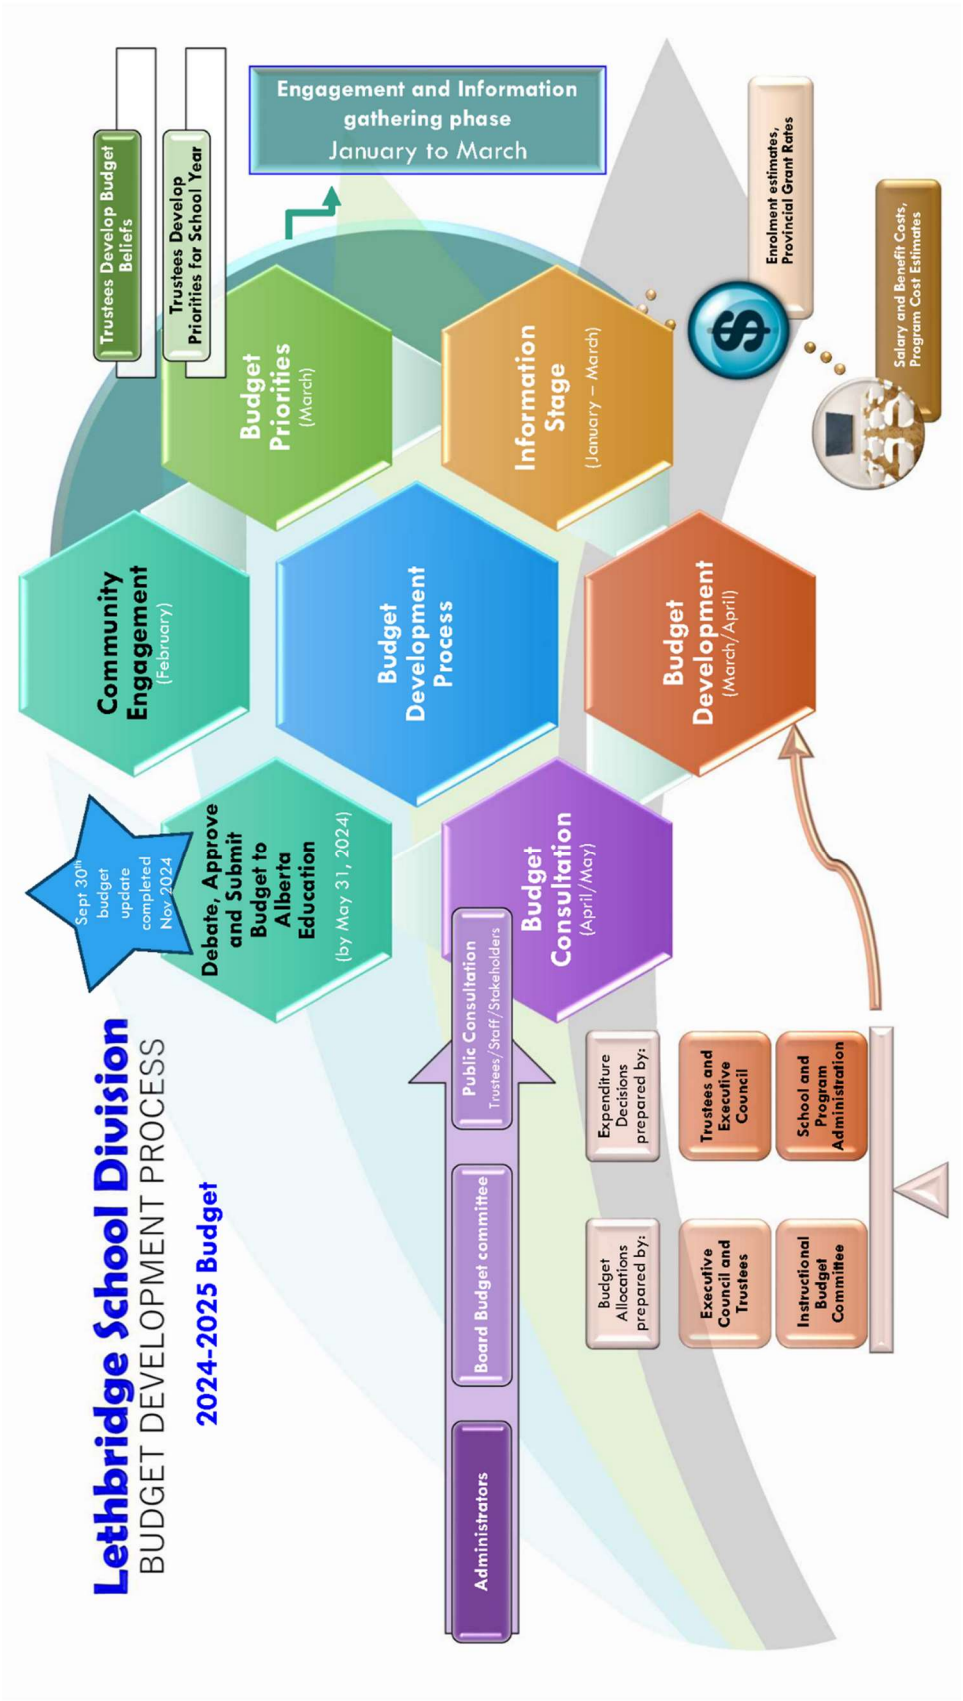 Lethbridge School Division
BUDGET DEVELOPMENT PROCESS
2024-2025 Budget
Sept 30th
budget
update
completed
Nov 2024
Community
Engagement
(February)
Trustees Develop Budget
Beliefs
Trustees Develop
Priorities for School Year
Debate, Approve
and Submit
Budget to
Alberta
Education
(by May 31, 2024)
Budget
Priorities
(March)
Engagement and Information
gathering phase
January to March
Budget
Development
Process
Administrators
Board Budget committee
Public Consultation
Trustees/Staff/Stakeholders
Budget
Consultation
(April/May)
Information
Stage
(January – March)
Budget
Development
(March/April)
Enrolment estimates,
Provincial Grant Rates
$
Salary and Benefit Costs,
Program Cost Estimates
Budget
Allocations
prepared by:
Expenditure
Decisions
prepared by:
Executive
Council and
Trustees
Trustees and
Executive
Council
Instructional
Budget
Committee
School and
Program
Administration